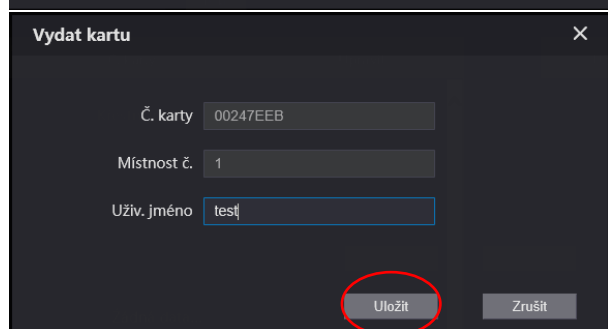 Vydat kartu
Č. karty 00247EEB
Místnost č. 1
Uživ. jméno test
Uložit Zrušit